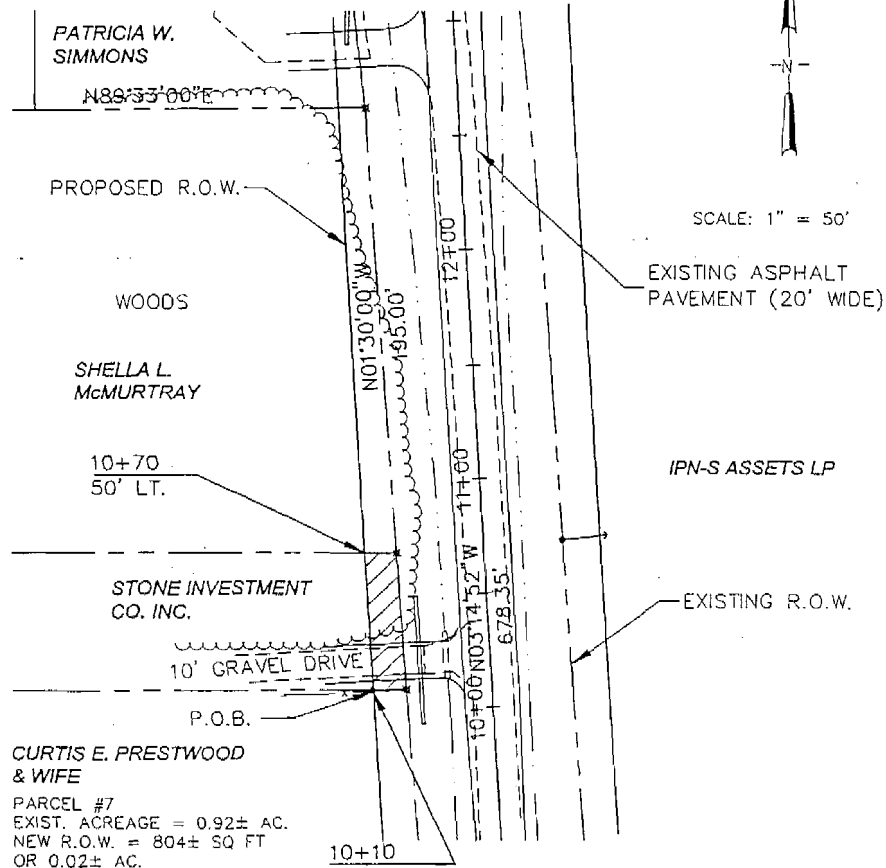 PATRICIA W.
SIMMONS
N89°33'00"E
N
PROPOSED R.O.W.
SCALE: 1" = 50'
EXISTING ASPHALT
PAVEMENT (20' WIDE)
12+00
WOODS
N01°30'00"W
195.00'
SHELLA L.
McMURTRAY
10+70
50' LT.
11+00
IPN-S ASSETS LP
STONE INVESTMENT
CO. INC.
N03°14'52"W
678.35'
EXISTING R.O.W.
10' GRAVEL DRIVE
10+00
P.O.B.
CURTIS E. PRESTWOOD
& WIFE
PARCEL #7
EXIST. ACREAGE = 0.92± AC.
NEW R.O.W. = 804± SQ FT
OR 0.02± AC.
10+10